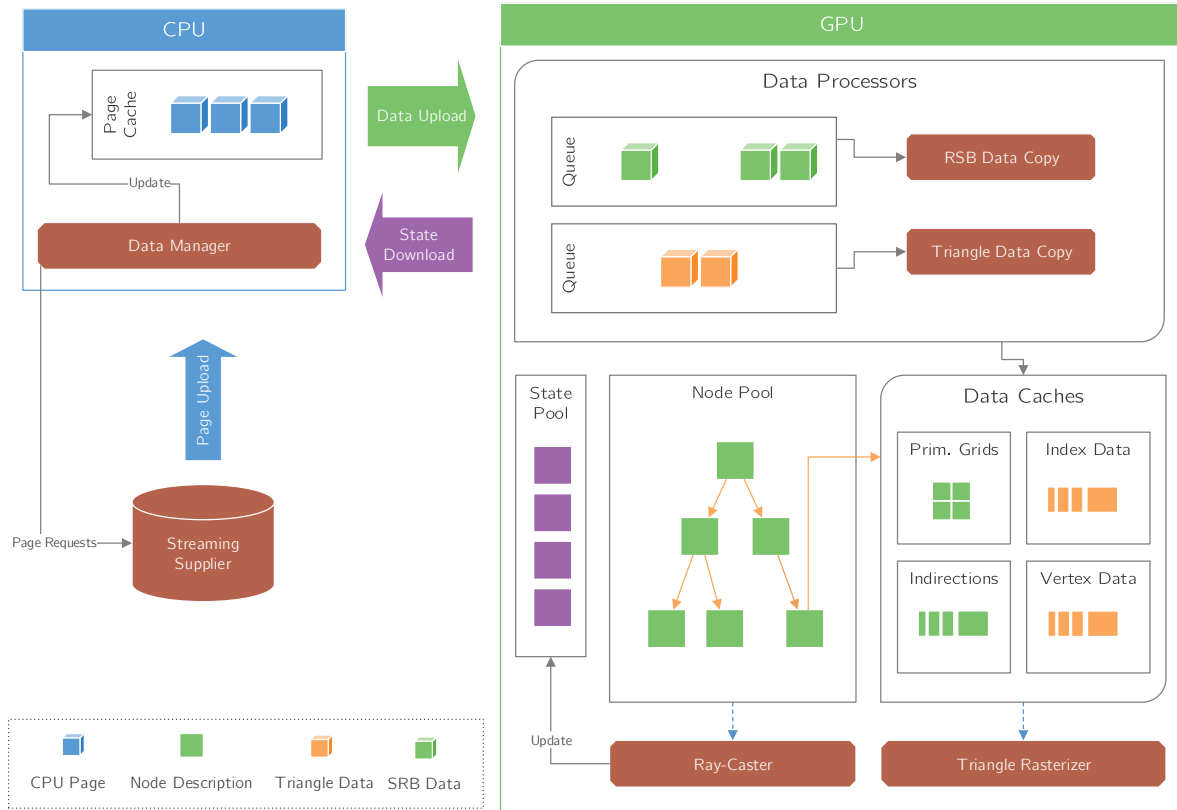 CPU
Page
Cache
Update
Data Manager
Data Upload
State
Download
Page Upload
Page Requests
Streaming
Supplier
GPU
Data Processors
Queue
RSB Data Copy
Queue
Triangle Data Copy
State
Pool
Node Pool
Data Caches
Prim. Grids
Index Data
Indirections
Vertex Data
Update
Ray-Caster
Triangle Rasterizer
CPU Page
Node Description
Triangle Data
SRB Data